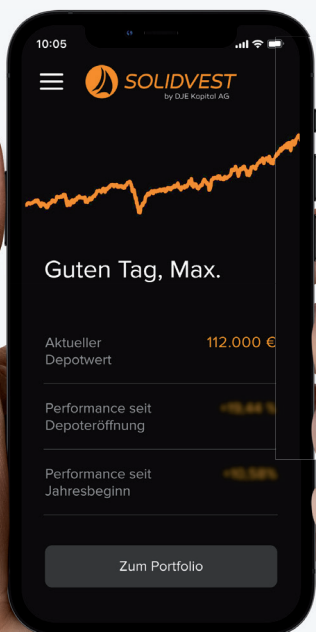 10:05
SOLIDVEST
by DJE Kapital AG
Guten Tag, Max.
Aktueller
Depotwert
112.000 €
Performance seit
Depoteröffnung
Performance seit
Jahresbeginn
Zum Portfolio